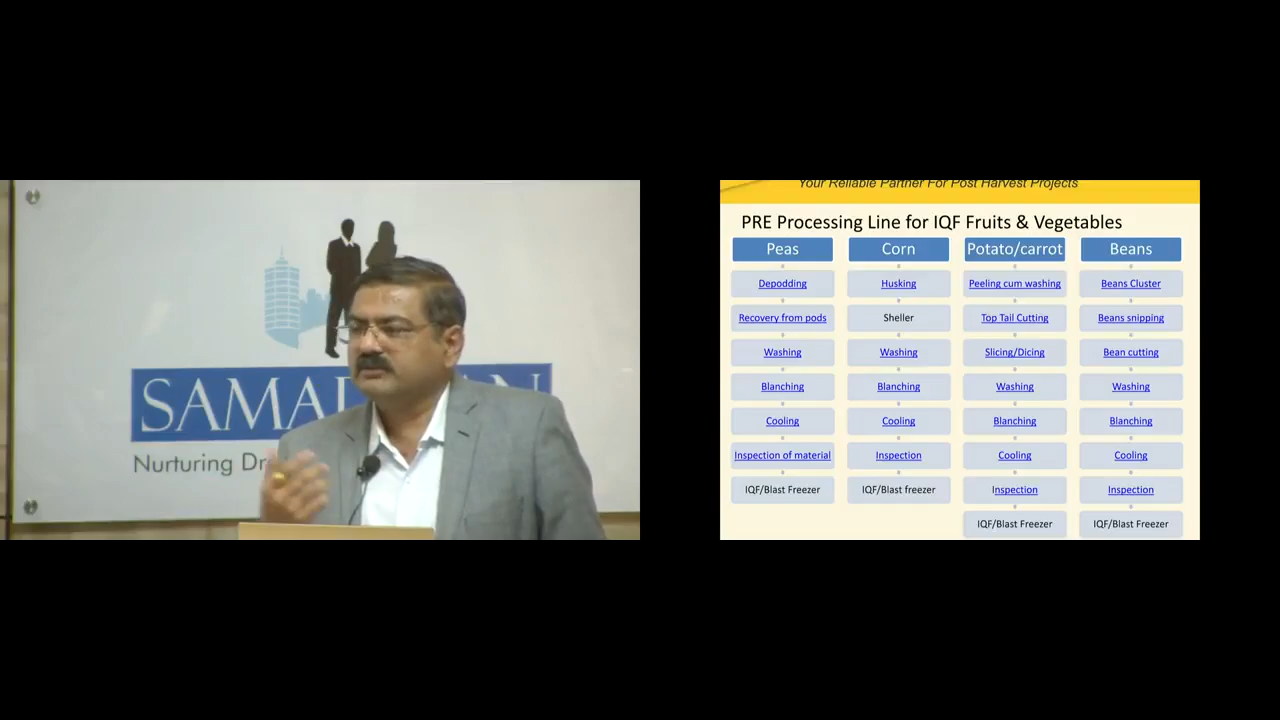 Nurturing
Your Reliable Partner For Post Harvest Projects
PRE Processing Line for IQF Fruits & Vegetables
Peas
Depodding
Recovery from pods
Washing
Blanching
Cooling
Inspection of material
IQF/Blast Freezer
Corn
Husking
Sheller
Washing
Blanching
Cooling
Inspection
IQF/Blast freezer
Potato/carrot
Peeling cum washing
Top Tail Cutting
Slicing/Dicing
Washing
Blanching
Cooling
Inspection
IQF/Blast Freezer
Beans
Beans Cluster
Beans snipping
Bean cutting
Washing
Blanching
Cooling
Inspection
IQF/Blast Freezer